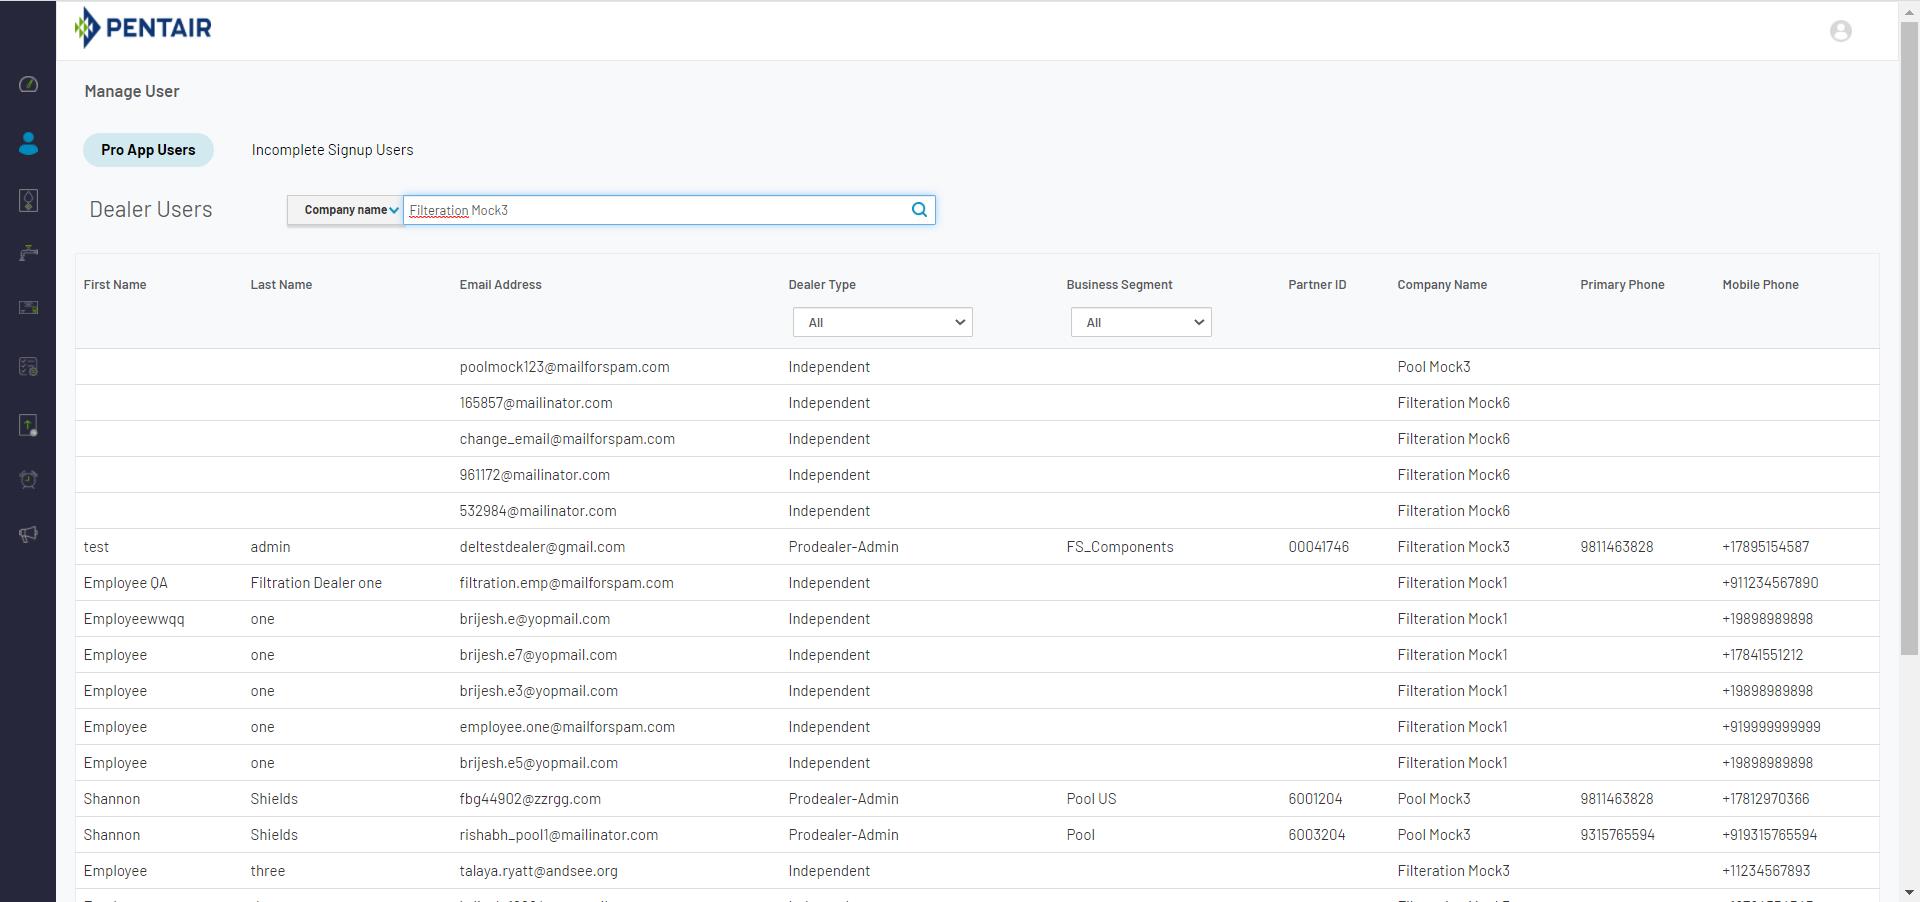 PENTAIR
Manage User
Pro App Users Incomplete Signup Users
Dealer Users Company name Filteration Mock3
First Name Last Name Email Address Dealer Type Business Segment Partner ID Company Name Primary Phone Mobile Phone
All All
poolmock123@mailforspam.com Independent Pool Mock3
165857@mailinator.com Independent Filteration Mock6
change_email@mailforspam.com Independent Filteration Mock6
961172@mailinator.com Independent Filteration Mock6
532984@mailinator.com Independent Filteration Mock6
test admin deltestdealer@gmail.com Prodealer-Admin FS_Components 00041746 Filteration Mock3 9811463828 +17895154587
Employee QA Filtration Dealer one filtration.emp@mailforspam.com Independent Filteration Mock1 +911234567890
Employeewwqq one brijesh.e@yopmail.com Independent Filteration Mock1 +19898989898
Employee one brijesh.e7@yopmail.com Independent Filteration Mock1 +17841551212
Employee one brijesh.e3@yopmail.com Independent Filteration Mock1 +19898989898
Employee one employee.one@mailforspam.com Independent Filteration Mock1 +919999999999
Employee one brijesh.e5@yopmail.com Independent Filteration Mock1 +19898989898
Shannon Shields fbg44902@zzrgg.com Prodealer-Admin Pool US 6001204 Pool Mock3 9811463828 +17812970366
Shannon Shields rishabh_pool1@mailinator.com Prodealer-Admin Pool 6003204 Pool Mock3 9315765594 +919315765594
Employee three talaya.ryatt@andsee.org Independent Filteration Mock3 +11234567893